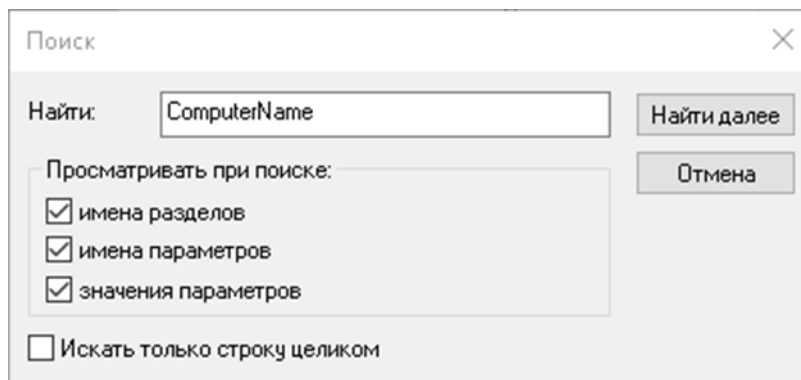 Поиск
Найти: ComputerName Найти далее
Просматривать при поиске: Отмена
имена разделов
имена параметров
значения параметров
Искать только строку целиком